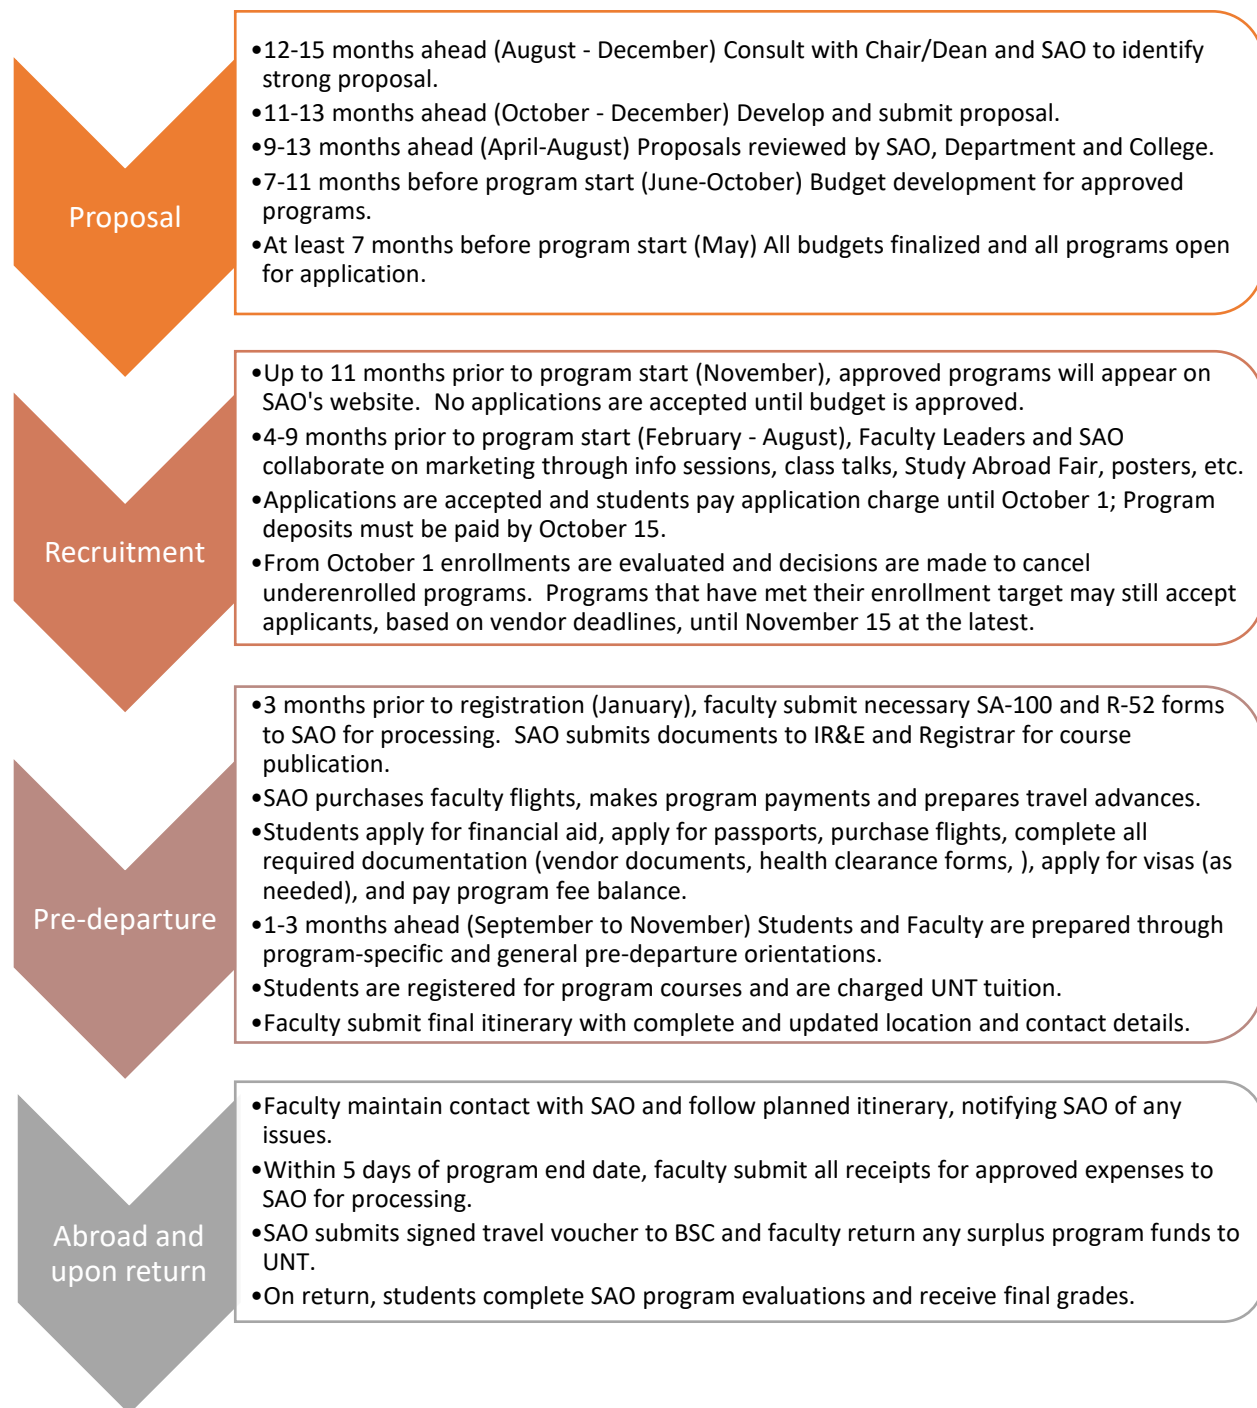 Proposal
•12-15 months ahead (August - December) Consult with Chair/Dean and SAO to identify
strong proposal.
•11-13 months ahead (October - December) Develop and submit proposal.
•9-13 months ahead (April-August) Proposals reviewed by SAO, Department and College.
•7-11 months before program start (June-October) Budget development for approved
programs.
•At least 7 months before program start (May) All budgets finalized and all programs open
for application.
Recruitment
•Up to 11 months prior to program start (November), approved programs will appear on
SAO's website.  No applications are accepted until budget is approved.
•4-9 months prior to program start (February - August), Faculty Leaders and SAO
collaborate on marketing through info sessions, class talks, Study Abroad Fair, posters, etc.
•Applications are accepted and students pay application charge until October 1; Program
deposits must be paid by October 15.
•From October 1 enrollments are evaluated and decisions are made to cancel
underenrolled programs.  Programs that have met their enrollment target may still accept
applicants, based on vendor deadlines, until November 15 at the latest.
Pre-departure
•3 months prior to registration (January), faculty submit necessary SA-100 and R-52 forms
to SAO for processing.  SAO submits documents to IR&E and Registrar for course
publication.
•SAO purchases faculty flights, makes program payments and prepares travel advances.
•Students apply for financial aid, apply for passports, purchase flights, complete all
required documentation (vendor documents, health clearance forms, ), apply for visas (as
needed), and pay program fee balance.
•1-3 months ahead (September to November) Students and Faculty are prepared through
program-specific and general pre-departure orientations.
•Students are registered for program courses and are charged UNT tuition.
•Faculty submit final itinerary with complete and updated location and contact details.
Abroad and
upon return
•Faculty maintain contact with SAO and follow planned itinerary, notifying SAO of any
issues.
•Within 5 days of program end date, faculty submit all receipts for approved expenses to
SAO for processing.
•SAO submits signed travel voucher to BSC and faculty return any surplus program funds to
UNT.
•On return, students complete SAO program evaluations and receive final grades.